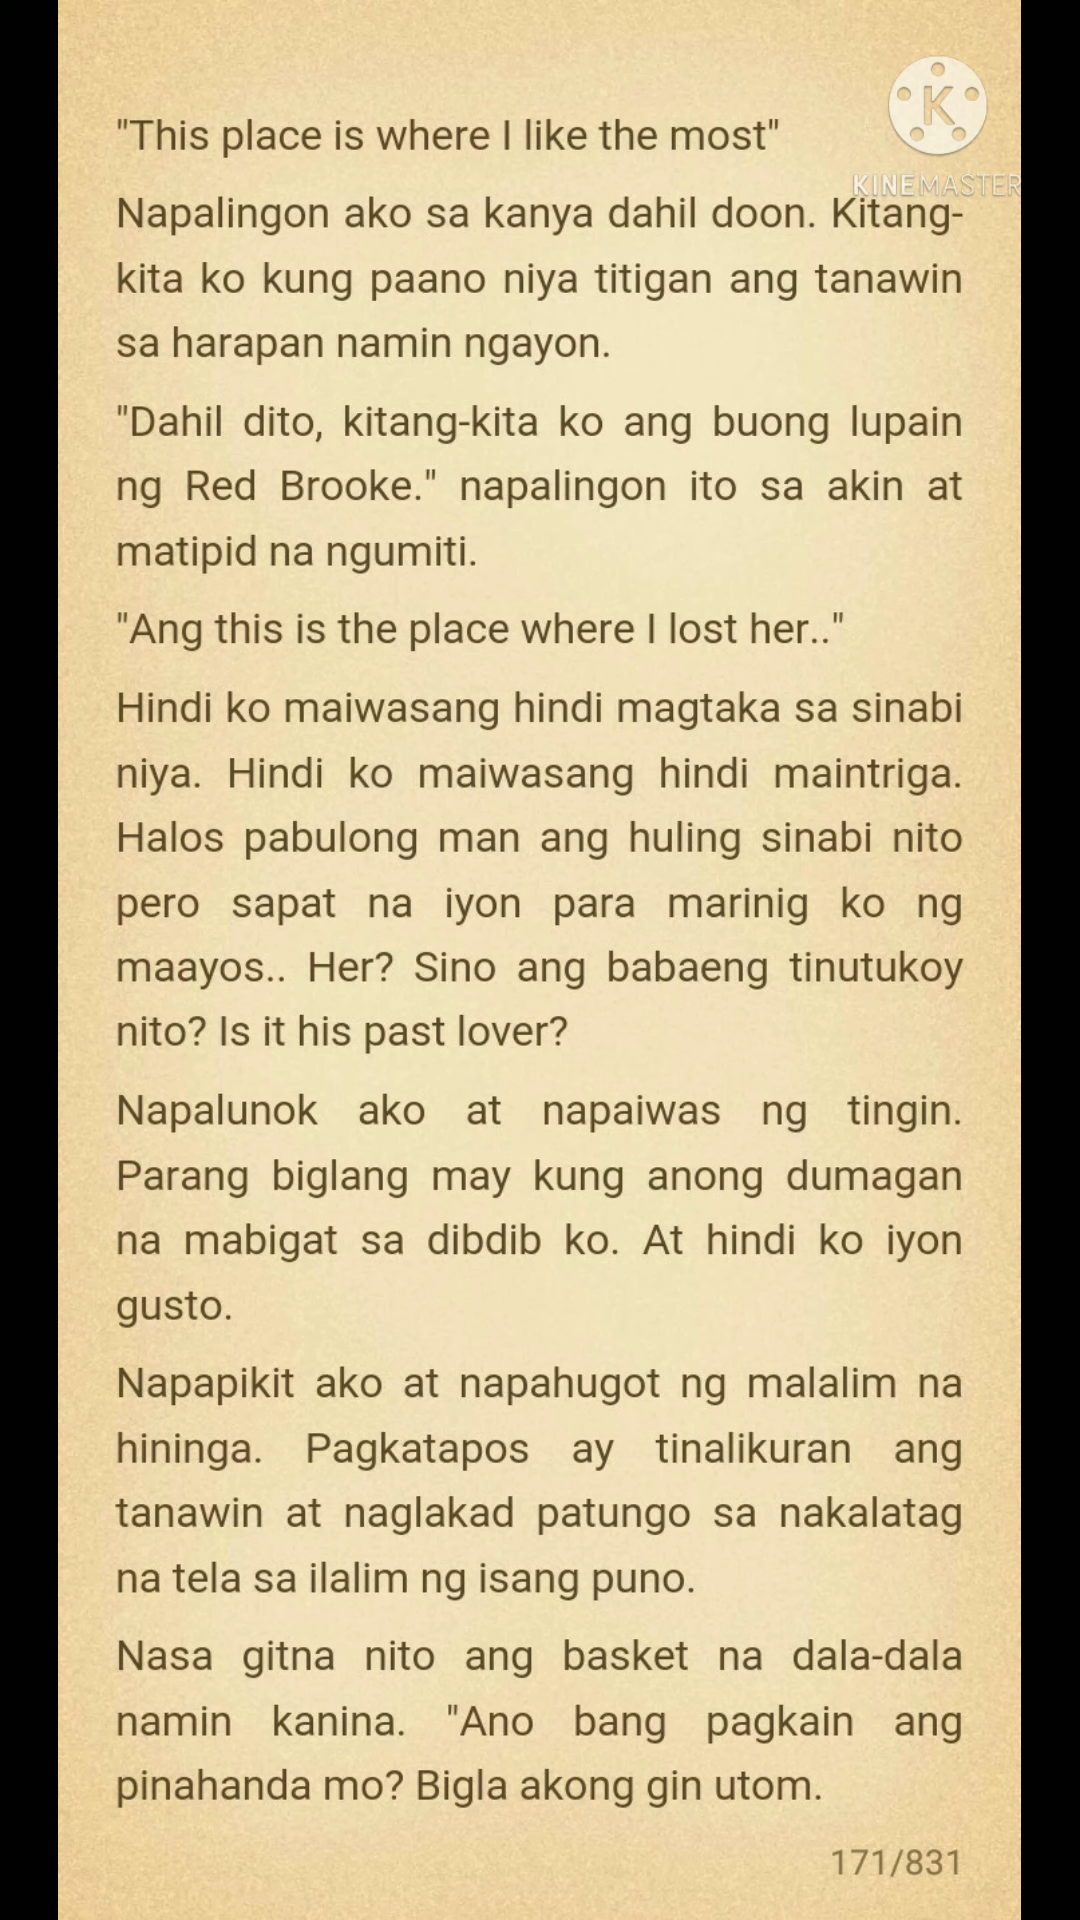 K
KINEMASTER
"This place is where I like the most"
Napalingon ako sa kanya dahil doon. Kitang-
kita ko kung paano niya titigan ang tanawin
sa harapan namin ngayon.
"Dahil dito, kitang-kita ko ang buong lupain
ng Red Brooke." napalingon ito sa akin at
matipid na ngumiti.
"Ang this is the place where I lost her.."
Hindi ko maiwasang hindi magtaka sa sinabi
niya. Hindi ko maiwasang hindi maintriga.
Halos pabulong man ang huling sinabi nito
pero sapat na iyon para marinig ko ng
maayos.. Her? Sino ang babaeng tinutukoy
nito? Is it his past lover?
Napalunok ako at napaiwas ng tingin.
Parang biglang may kung anong dumagan
na mabigat sa dibdib ko. At hindi ko iyon
gusto.
Napapikit ako at napahugot ng malalim na
hininga. Pagkatapos ay tinalikuran ang
tanawin at naglakad patungo sa nakalatag
na tela sa ilalim ng isang puno.
Nasa gitna nito ang basket na dala-dala
namin kanina. "Ano bang pagkain ang
pinahanda mo? Bigla akong gin utom.
171/831